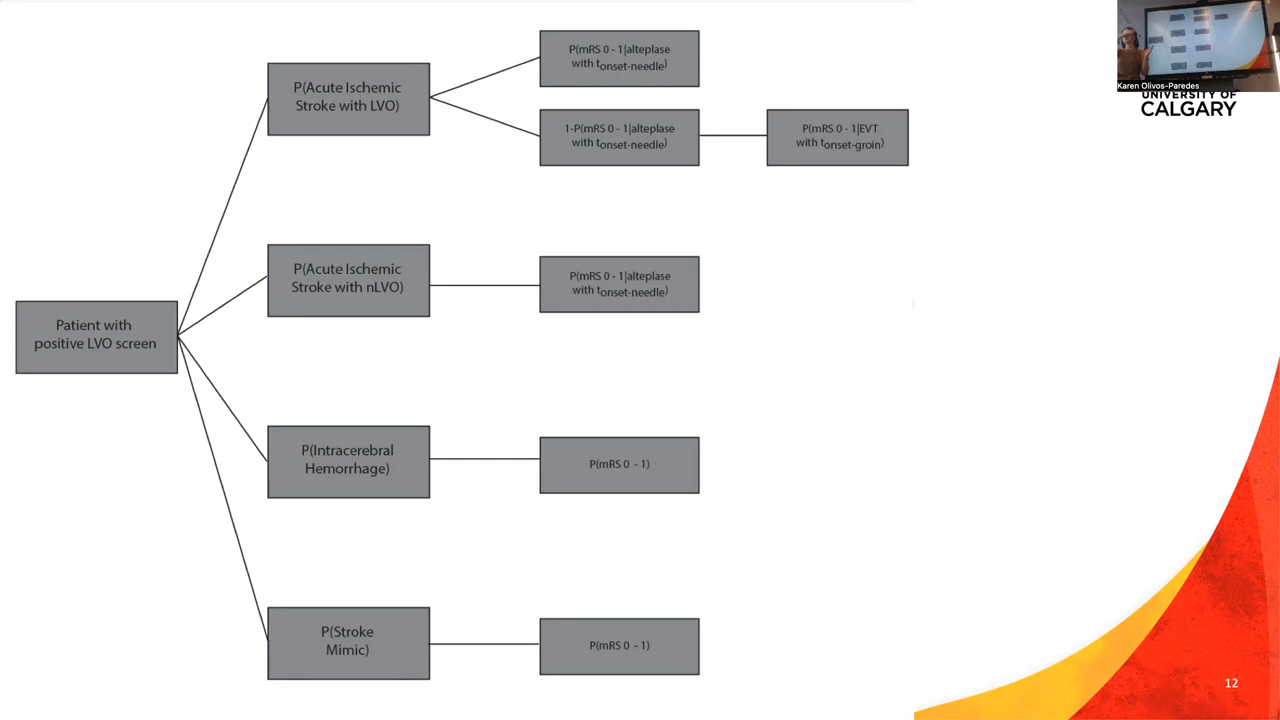 P(Acute Ischemic
Stroke with LVO)
P(mRS 0 - 1|alteplase
with tonset-needle)
1-P(mRS 0 - 1|alteplase
with tonset-needle)
P(mRS 0 - 1|EVT
with tonset-groin)
P(Acute Ischemic
Stroke with nLVO)
P(mRS 0 - 1|alteplase
with tonset-needle)
Patient with
positive LVO screen
P(Intracerebral
Hemorrhage)
P(mRS 0 - 1)
P(Stroke
Mimic)
P(mRS 0 - 1)
Karen Olivos-Paredes
UNIVERSITY OF
CALGARY
12